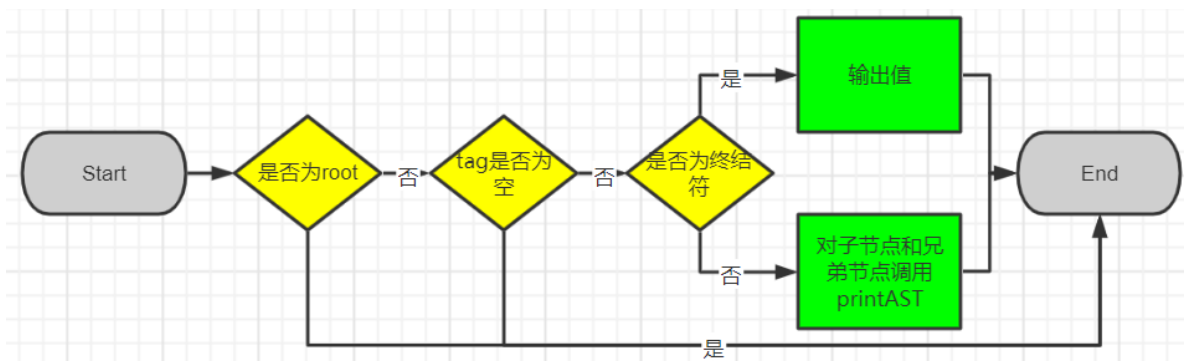 Start
是否为root
否
tag是否为
空
否
是否为终结
符
是
输出值
否
对子节点和兄
弟节点调用
printAST
是
End